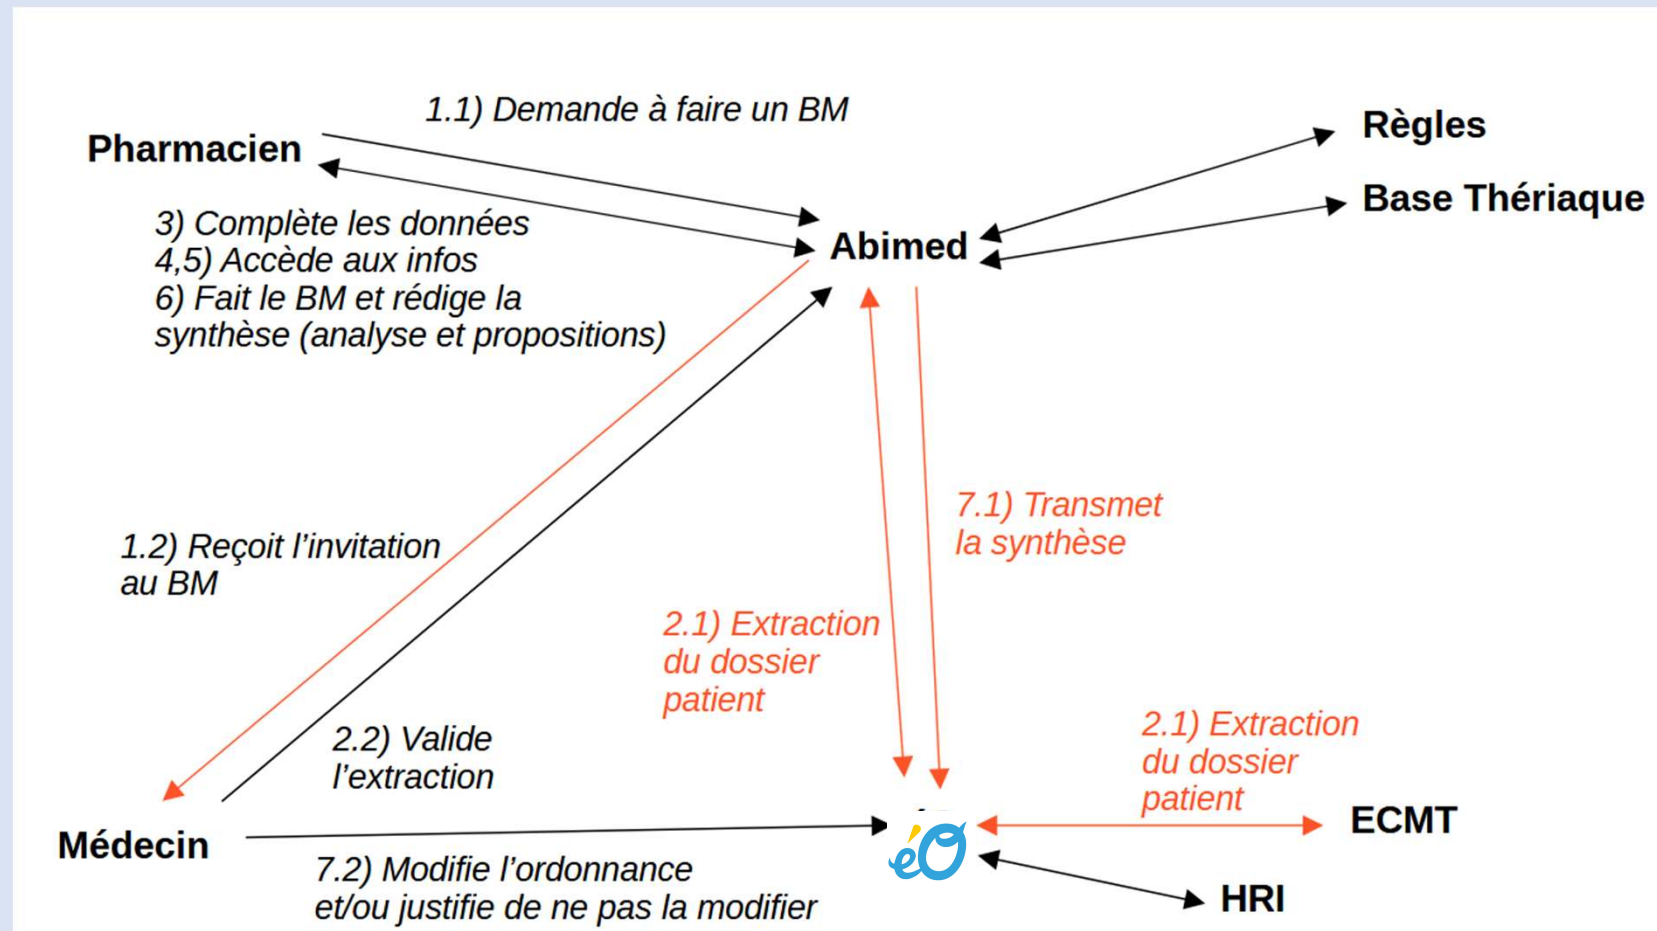 1.1) Demande à faire un BM
Pharmacien
Règles
Base Thériaque
3) Complète les données
4,5) Accède aux infos
6) Fait le BM et rédige la
synthèse (analyse et propositions)
Abimed
7.1) Transmet
la synthèse
1.2) Reçoit l’invitation
au BM
2.1) Extraction
du dossier
patient
2.2) Valide
l’extraction
2.1) Extraction
du dossier
patient
ECMT
Médecin
éO
7.2) Modifie l’ordonnance
et/ou justifie de ne pas la modifier
HRI